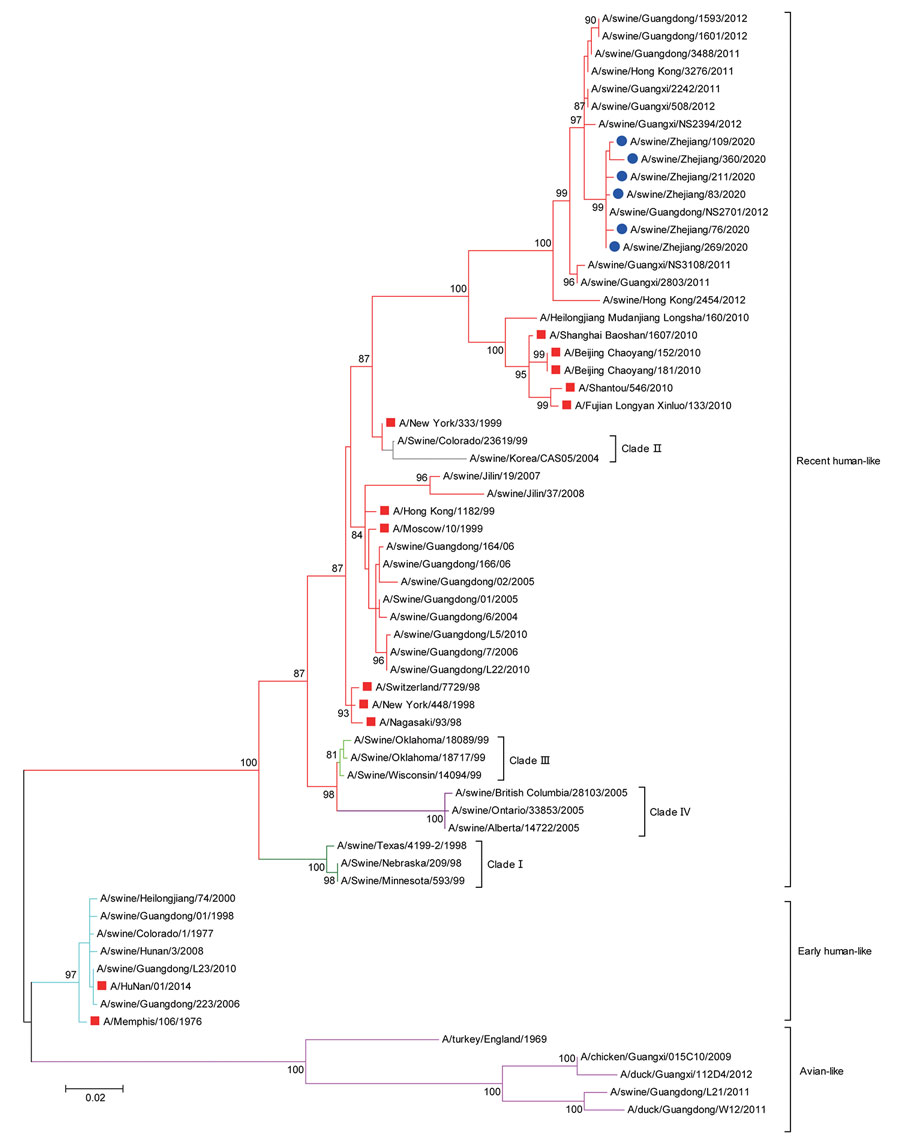 90
A/swine/Guangdong/1593/2012
A/swine/Guangdong/1601/2012
A/swine/Guangdong/3488/2011
A/swine/Hong Kong/3276/2011
A/swine/Guangxi/2242/2011
87
A/swine/Guangxi/508/2012
97
A/swine/Guangxi/NS2394/2012
A/swine/Zhejiang/109/2020
A/swine/Zhejiang/360/2020
A/swine/Zhejiang/211/2020
99
A/swine/Zhejiang/83/2020
99
A/swine/Guangdong/NS2701/2012
A/swine/Zhejiang/76/2020
100
A/swine/Zhejiang/269/2020
A/swine/Guangxi/NS3108/2011
96
A/swine/Guangxi/2803/2011
100
A/swine/Hong Kong/2454/2012
A/Heilongjiang Mudanjiang Longsha/160/2010
A/Shanghai Baoshan/1607/2010
100
99
A/Beijing Chaoyang/152/2010
87
95
A/Beijing Chaoyang/181/2010
A/Shantou/546/2010
99
A/Fujian Longyan Xinluo/133/2010
A/New York/333/1999
A/Swine/Colorado/23619/99
Clade II
A/swine/Korea/CAS05/2004
Recent human-like
96
A/swine/Jilin/19/2007
A/swine/Jilin/37/2008
A/Hong Kong/1182/99
A/Moscow/10/1999
84
A/swine/Guangdong/164/06
87
A/swine/Guangdong/166/06
A/swine/Guangdong/02/2005
A/Swine/Guangdong/01/2005
A/swine/Guangdong/6/2004
A/swine/Guangdong/L5/2010
A/swine/Guangdong/7/2006
96
A/swine/Guangdong/L22/2010
87
A/Switzerland/7729/98
A/New York/448/1998
93
A/Nagasaki/93/98
A/Swine/Oklahoma/18089/99
81
A/Swine/Oklahoma/18717/99
Clade III
100
A/Swine/Wisconsin/14094/99
98
A/swine/British Columbia/28103/2005
A/swine/Ontario/33853/2005
Clade IV
100
A/swine/Alberta/14722/2005
A/swine/Texas/4199-2/1998
100
A/Swine/Nebraska/209/98
Clade I
98
A/Swine/Minnesota/593/99
A/swine/Heilongjiang/74/2000
A/swine/Guangdong/01/1998
A/swine/Colorado/1/1977
A/swine/Hunan/3/2008
Early human-like
97
A/swine/Guangdong/L23/2010
A/HuNan/01/2014
A/swine/Guangdong/223/2006
A/Memphis/106/1976
A/turkey/England/1969
100
A/chicken/Guangxi/015C10/2009
100
A/duck/Guangxi/112D4/2012
Avian-like
100
A/swine/Guangdong/L21/2011
100
A/duck/Guangdong/W12/2011
0.02